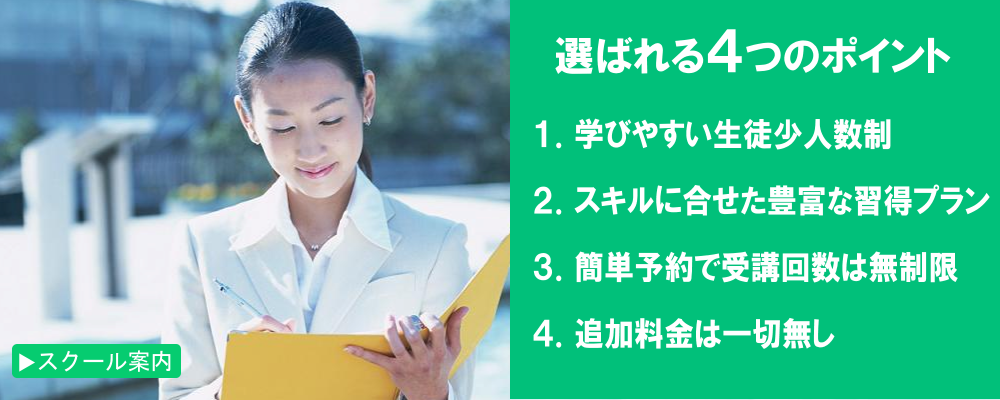 選ばれる4つのポイント
1. 学びやすい生徒少人数制
2. スキルに合せた豊富な習得プラン
3. 簡単予約で受講回数は無制限
4. 追加料金は一切無し
▶スクール案内